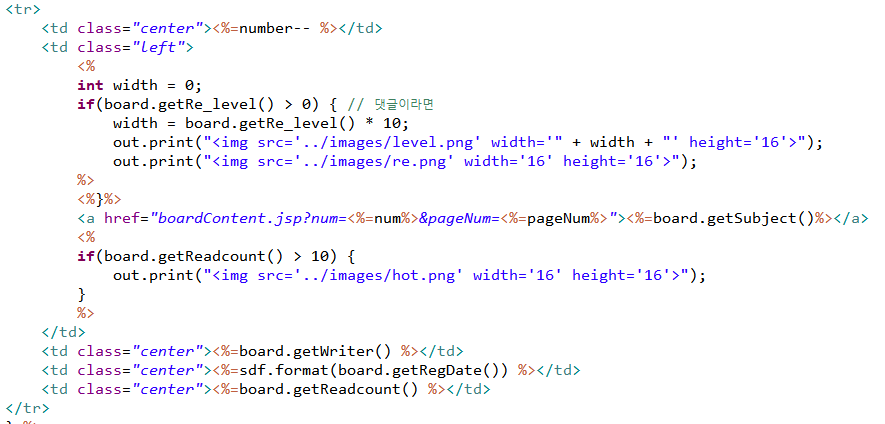 <tr>
    <td class="center"><%=number-- %></td>
    <td class="left">
        <%
        int width = 0;
        if(board.getRe_level() > 0) { // 댓글이라면
            width = board.getRe_level() * 10;
            out.print("<img src='../images/level.png' width='" + width + "' height='16'>");
            out.print("<img src='../images/re.png' width='16' height='16'>");
        %>
        <%}%>
        <a href="boardContent.jsp?num=<%=num%>&pageNum=<%=pageNum%>"><%=board.getSubject()%></a>
        <%
        if(board.getReadcount() > 10) {
            out.print("<img src='../images/hot.png' width='16' height='16'>");
        }
        %>
    </td>
    <td class="center"><%=board.getWriter() %></td>
    <td class="center"><%=sdf.format(board.getRegDate()) %></td>
    <td class="center"><%=board.getReadcount() %></td>
</tr>